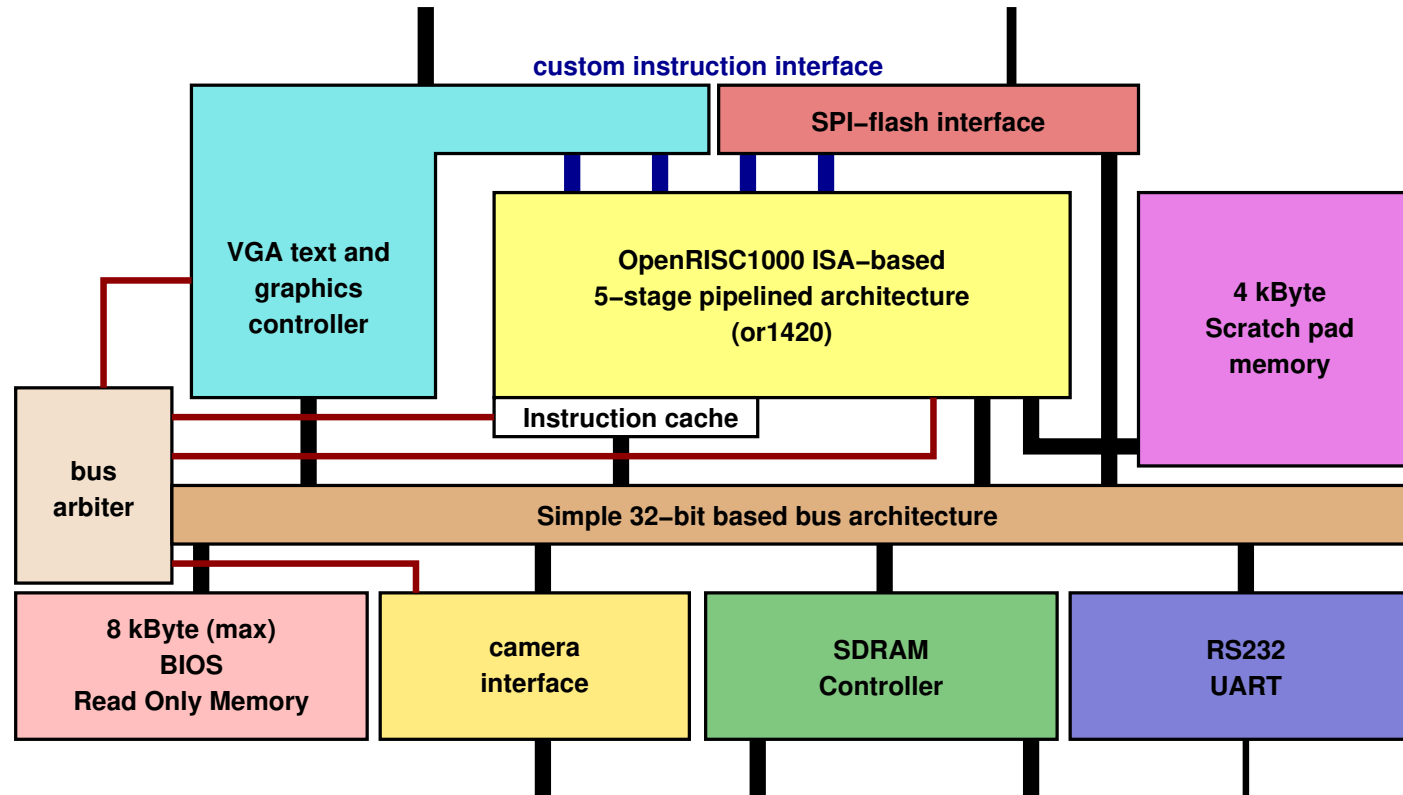 custom instruction interface
SPI−flash interface
VGA text and
graphics
controller
OpenRISC1000 ISA−based
5−stage pipelined architecture
(or1420)
4 kByte
Scratch pad
memory
Instruction cache
bus
arbiter
Simple 32−bit based bus architecture
8 kByte (max)
BIOS
Read Only Memory
camera
interface
SDRAM
Controller
RS232
UART